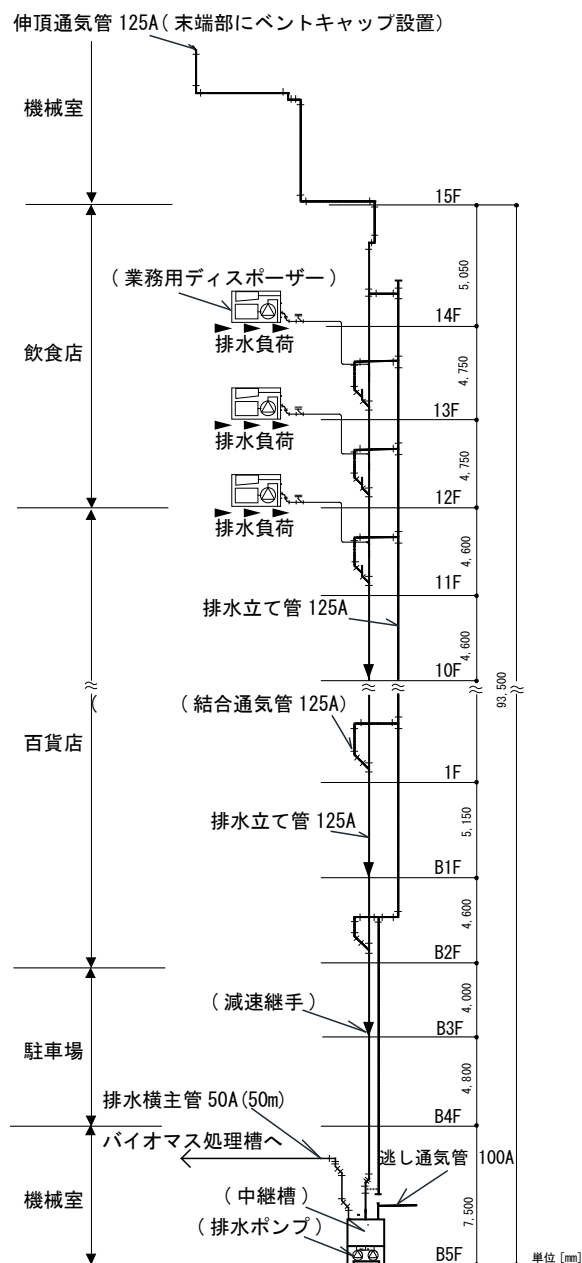 伸頂通気管 125A( 末端部にベントキャップ設置)
機械室
15F
5,050
( 業務用ディスポーザー)
14F
排水負荷
飲食店
4,750
13F
排水負荷
4,750
12F
排水負荷
4,600
11F
排水立て管 125A
4,600
10F
93,500
( 結合通気管 125A)
百貨店
1F
排水立て管 125A
5,150
B1F
4,600
B2F
( 減速継手)
4,000
B3F
駐車場
4,800
排水横主管 50A(50m)
B4F
バイオマス処理槽へ
逃し通気管 100A
( 中継槽)
機械室
7,500
( 排水ポンプ)
B5F
単位 [mm]